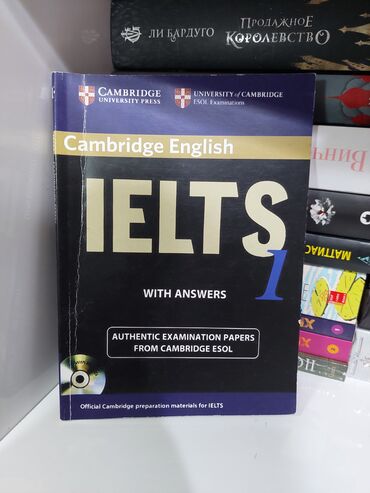 ЛИ БАРДУГО
ПРОДАЖНОЕ
КОРОЛЕВСТВО
CAMBRIDGE
UNIVERSITY PRESS
UNIVERSITY of CAMBRIDGE
ESOL Examinations
Cambridge English
IELTS
1
WITH ANSWERS
AUTHENTIC EXAMINATION PAPERS
FROM CAMBRIDGE ESOL
Official Cambridge preparation materials for IELTS
МАТТИАС